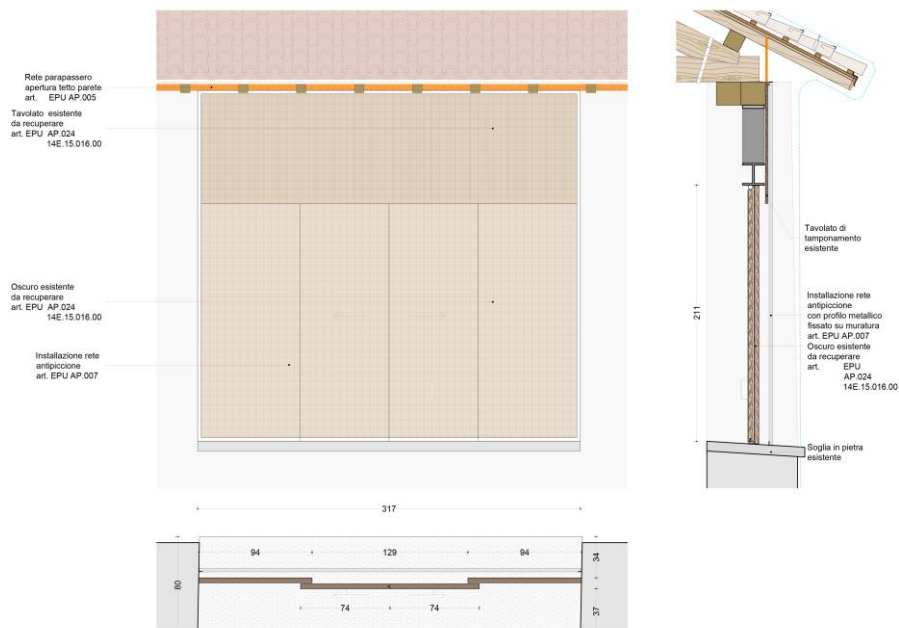 Rete parapassero
apertura tetto parete
art. EPU AP.005
Tavolato esistente
da recuperare
art. EPU AP.024
14E.15.016.00
Oscuro esistente
da recuperare
art. EPU AP.024
14E.15.016.00
Installazione rete
antipiccione
art. EPU AP.007
Tavolato di
tamponamento
esistente
211
Installazione rete
antipiccione
con profilo metallico
fissato su muratura
art. EPU AP.007
Oscuro esistente
da recuperare
art. EPU
AP.024
14E.15.016.00
Soglia in pietra
esistente
317
94 129 94
34
80
74 74
37